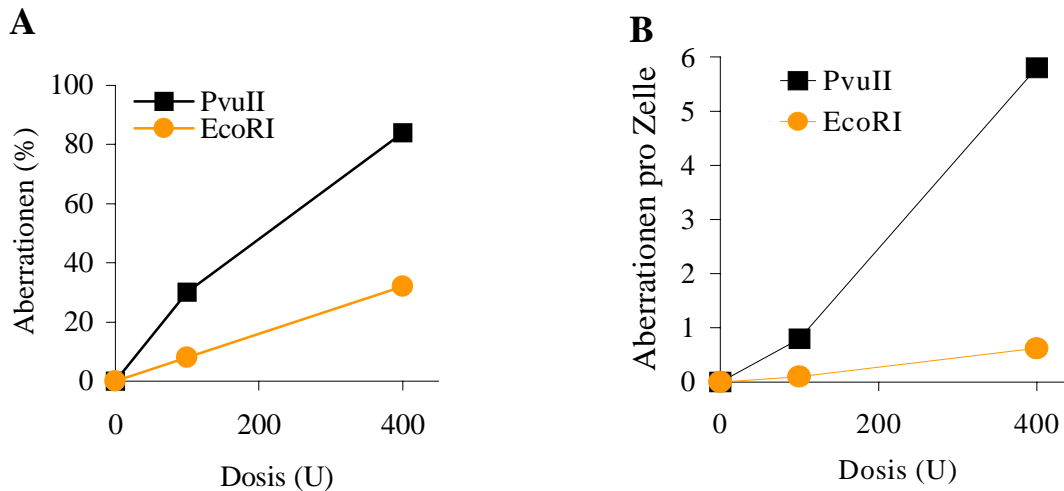 A
100
80
60
40
20
0
Aberrationen (%)
PvuII
EcoRI
0 200 400
Dosis (U)
B
6
5
4
3
2
1
0
Aberrationen pro Zelle
PvuII
EcoRI
0 200 400
Dosis (U)